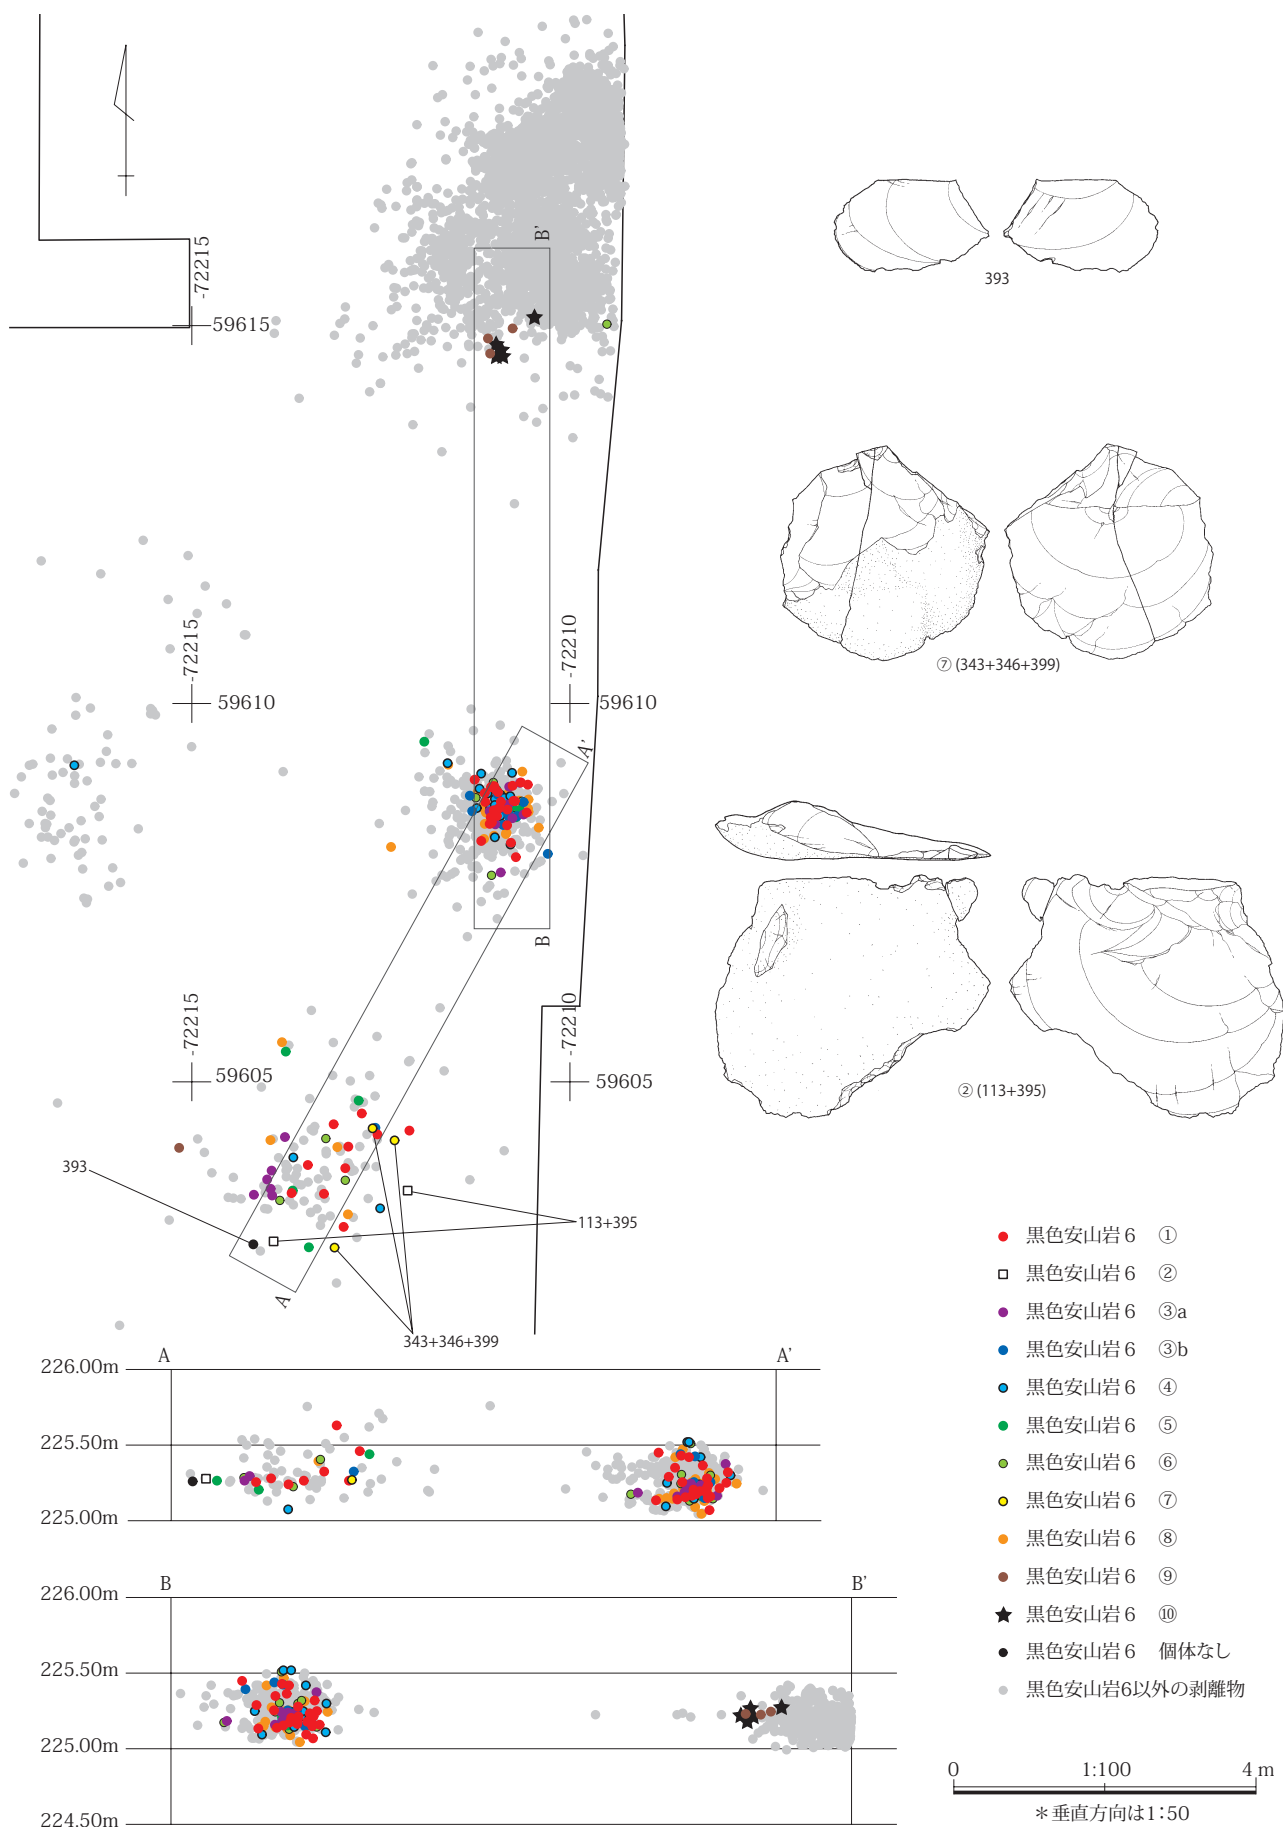 B'
-72215
59615
393
-72215
-72210
59610
59610
⑦ (343+346+399)
A'
B
-72215
-72210
59605
59605
② (113+395)
393
113+395
A
343+346+399
黒色安山岩６ ①
黒色安山岩６ ②
黒色安山岩６ ③a
黒色安山岩６ ③b
黒色安山岩６ ④
黒色安山岩６ ⑤
黒色安山岩６ ⑥
黒色安山岩６ ⑦
黒色安山岩６ ⑧
黒色安山岩６ ⑨
黒色安山岩６ ⑩
黒色安山岩６ 個体なし
黒色安山岩6以外の剥離物
A A'
226.00m
225.50m
225.00m
B B'
226.00m
225.50m
225.00m
224.50m
0 1:100 4 m
＊垂直方向は1：50